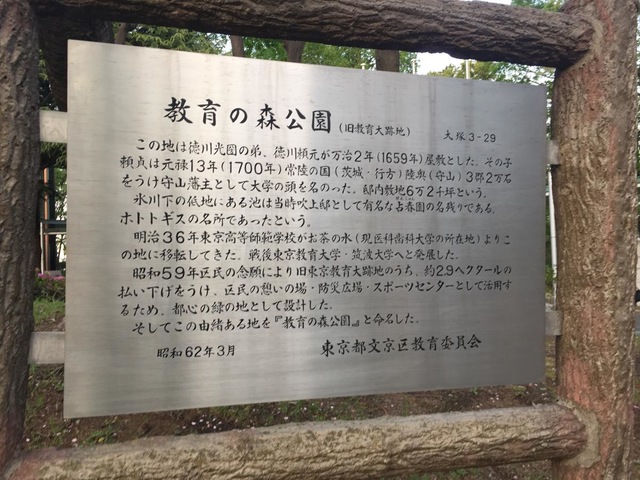 教育の森公園(旧教育大跡地) 大塚3-29
この地は徳川光圀の弟、徳川頼元が万治2年(1659年)屋敷とした。その子
頼貞は元禄13年(1700年)常陸の国(茨城・行方)陸奥(守山)3郡2万石
をうけ守山藩主として大学の頭を名のった。邸内敷地6万2千坪という。
氷川下の低地にある池は当時吹上邸として有名な占春園の名残りである。
ホトトギスの名所であったという。
明治36年東京高等師範学校がお茶の水(現医科歯科大学の所在地)よりこ
の地に移転してきた。戦後東京教育大学・筑波大学へと発展した。
昭和59年区民の念願により旧東京教育大跡地のうち、約2.9ヘクタールの
払い下げをうけ、区民の憩いの場・防災広場・スポーツセンターとして活用す
るため、都心の緑の地として設計した。
そしてこの由緒ある地を『教育の森公園』と命名した。
昭和62年3月 東京都文京区教育委員会